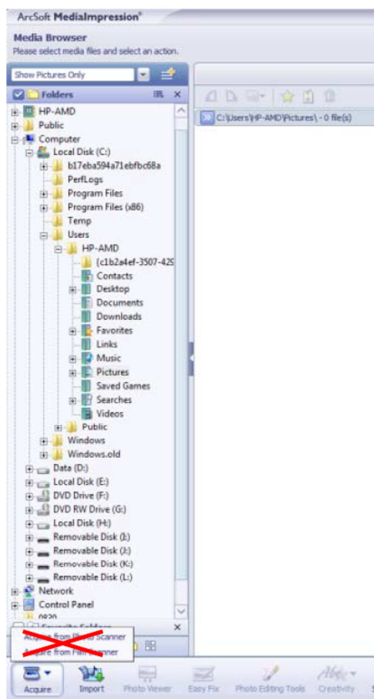 ArcSoft MediaImpression®
Media Browser
Please select media files and select an action.
Show Pictures Only
Folders
C:\Users\HP-AMD\Pictures\ - 0 file(s)
HP-AMD
Public
Computer
Local Disk (C:)
b17eba594a71ebfbc68a
PerfLogs
Program Files
Program Files (x86)
Temp
Users
HP-AMD
{c1b2a4ef-3507-429
Contacts
Desktop
Documents
Downloads
Favorites
Links
Music
Pictures
Saved Games
Searches
Videos
Public
Windows
Windows.old
Data (D:)
Local Disk (E:)
DVD Drive (F:)
DVD RW Drive (G:)
Local Disk (H:)
Removable Disk (I:)
Removable Disk (J:)
Removable Disk (K:)
Removable Disk (L:)
Network
Control Panel
0820
Favorite Folders
Acquire from Photo Scanner
Acquire from Film Scanner
Acquire Import Photo Viewer Easy Fix Photo Editing Tools Creativity